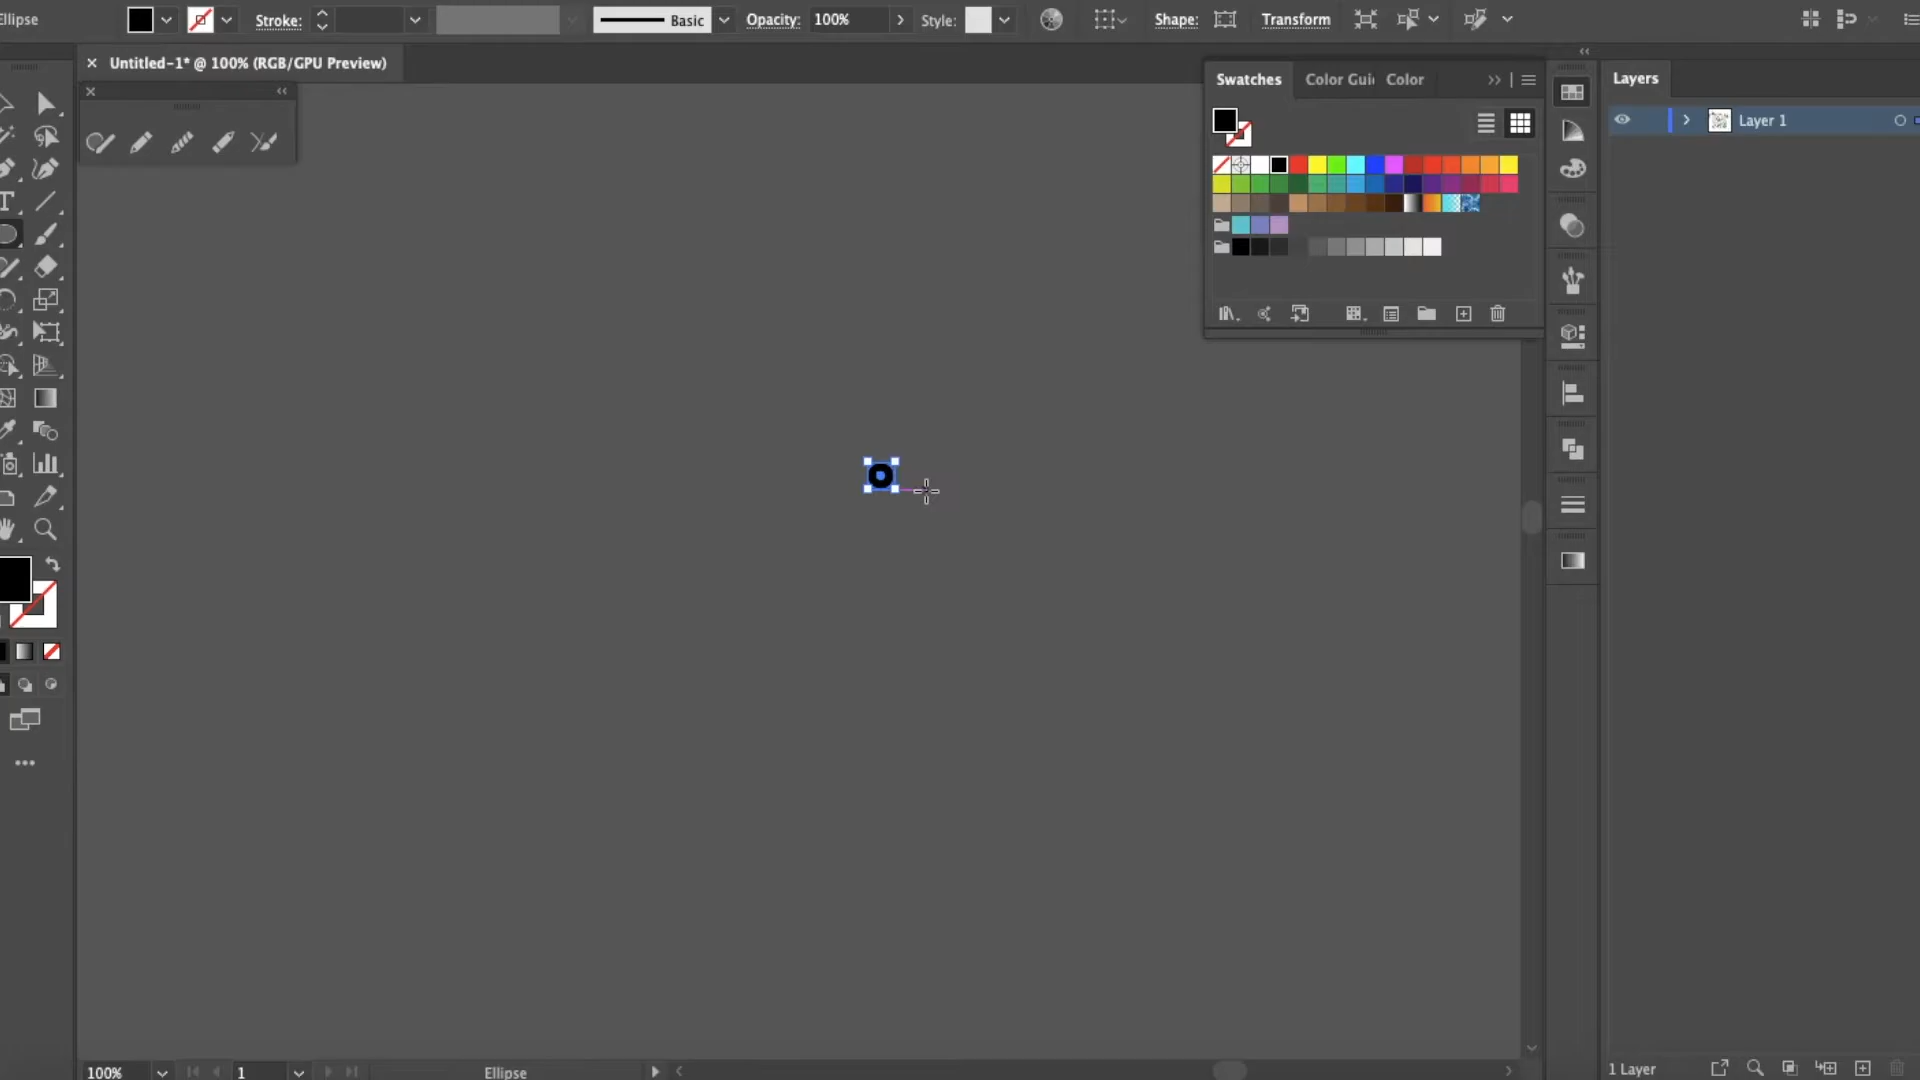 Ellipse
Stroke:
Basic
Opacity:
100%
Style:
Shape:
Transform
Untitled-1* @ 100% (RGB/GPU Preview)
Swatches
Color Gui
Color
Layers
Layer 1
100%
1
Ellipse
1 Layer